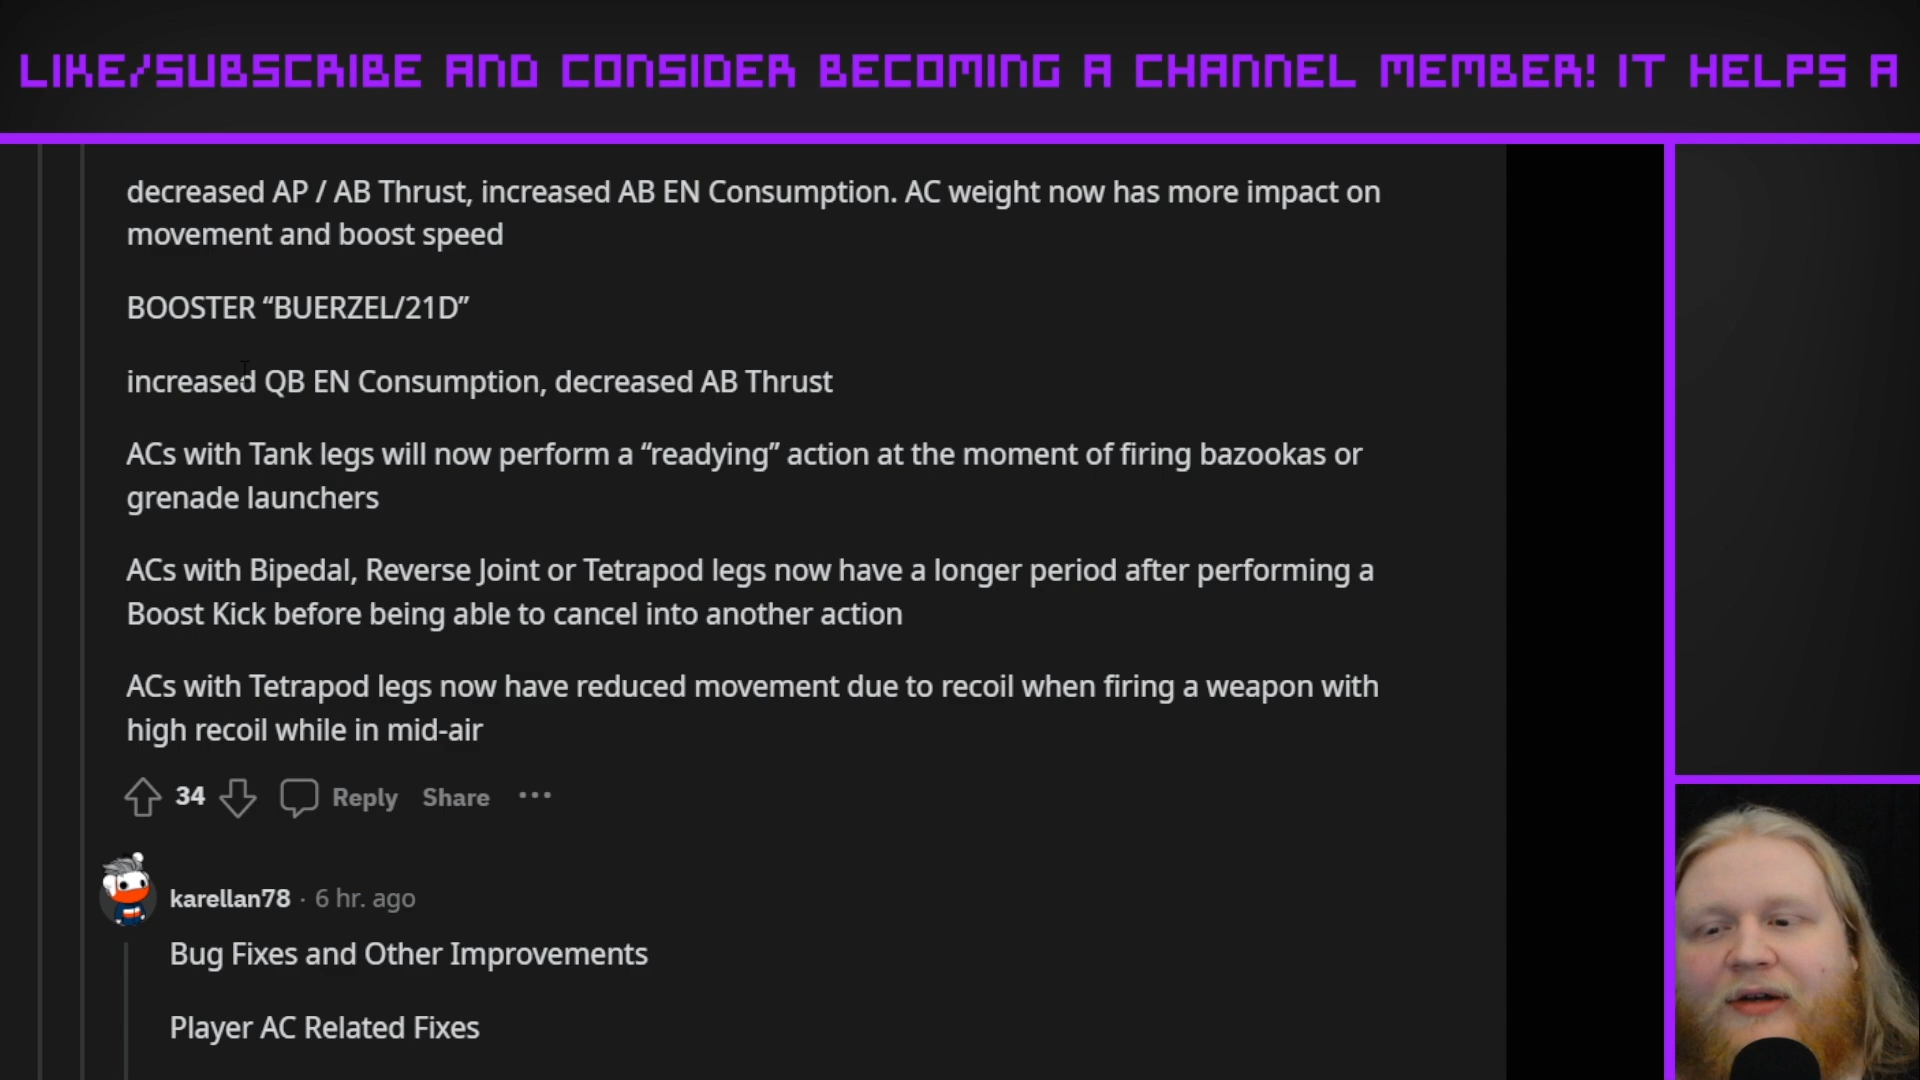 LIKE/SUBSCRIBE AND CONSIDER BECOMING A CHANNEL MEMBER! IT HELPS A
decreased AP / AB Thrust, increased AB EN Consumption. AC weight now has more impact on
movement and boost speed
BOOSTER “BUERZEL/21D”
increased QB EN Consumption, decreased AB Thrust
ACs with Tank legs will now perform a “readying” action at the moment of firing bazookas or
grenade launchers
ACs with Bipedal, Reverse Joint or Tetrapod legs now have a longer period after performing a
Boost Kick before being able to cancel into another action
ACs with Tetrapod legs now have reduced movement due to recoil when firing a weapon with
high recoil while in mid-air
34 Reply Share ···
karellan78 · 6 hr. ago
Bug Fixes and Other Improvements
Player AC Related Fixes